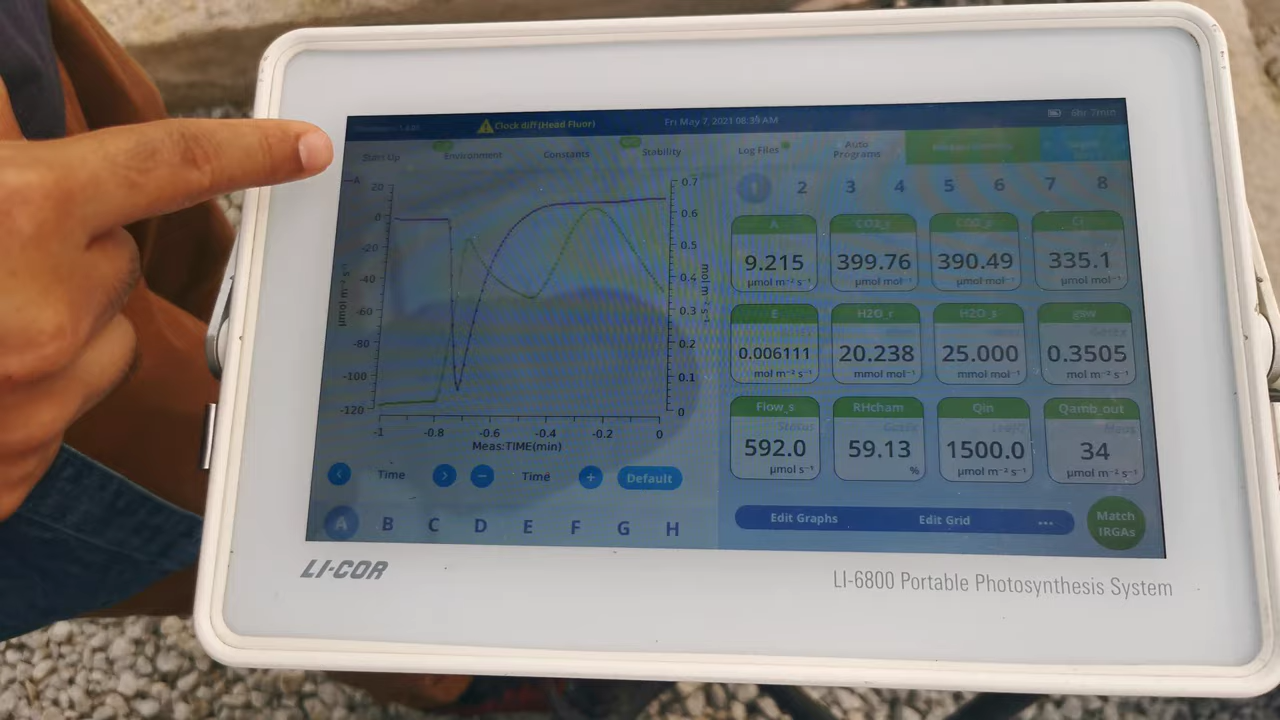 Clock diff(Head Fluor) Fri May 7, 2021 08:39 AM 6hr 7min
Start Up Environment Constants Stability Log Files Auto Programs
1 2 3 4 5 6 7 8
A
20
0
-20
-40
-60
-80
-100
-120
µmol m⁻² s⁻¹
0.7
0.6
0.5
0.4
0.3
0.2
0.1
0
mol m⁻² s⁻¹
-1 -0.8 -0.6 -0.4 -0.2 0
Meas:TIME(min)
Time Time Default
A B C D E F G H
A CO2_r CO2_s Ci
9.215 399.76 390.49 335.1
µmol m⁻² s⁻¹ µmol mol⁻¹ µmol mol⁻¹ µmol mol⁻¹
E H2O_r H2O_s gsw
GasEx
0.006111 20.238 25.000 0.3505
mol m⁻² s⁻¹ mmol mol⁻¹ mmol mol⁻¹ mol m⁻² s⁻¹
Flow_s RHcham Qin Qamb_out
Status GasEx LeafQ Meas
592.0 59.13 1500.0 34
µmol s⁻¹ % µmol m⁻² s⁻¹ µmol m⁻² s⁻¹
Edit Graphs Edit Grid ...
Match
IRGAs
LI-COR
LI-6800 Portable Photosynthesis System